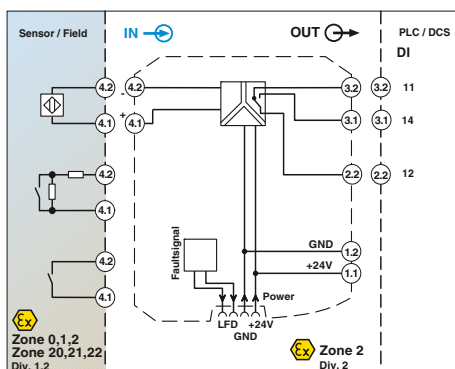 Sensor / Field
IN
OUT
PLC / DCS
DI
4.2
-
4.2
3.2
3.2
11
4.1
+
4.1
3.1
3.1
14
4.2
2.2
2.2
12
4.1
Faultsignal
GND
1.2
4.2
+24V
1.1
4.1
Power
LFD
+24V
GND
Ex
Zone 0,1,2
Zone 20,21,22
Div. 1,2
Ex
Zone 2
Div. 2